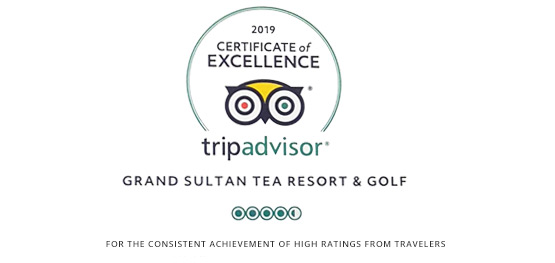 2019
CERTIFICATE of
EXCELLENCE
®
tripadvisor®
GRAND SULTAN TEA RESORT & GOLF
FOR THE CONSISTENT ACHIEVEMENT OF HIGH RATINGS FROM TRAVELERS